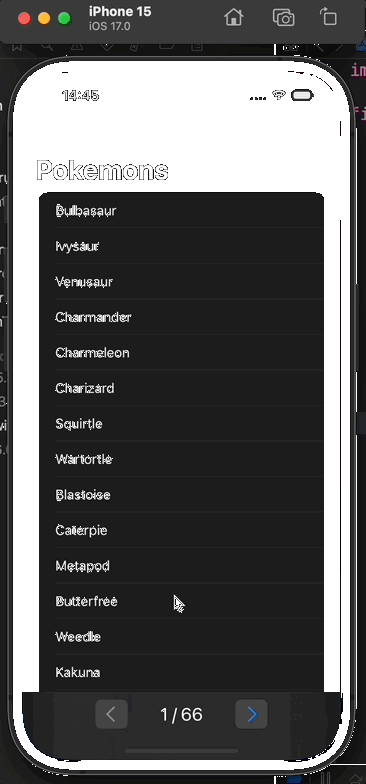 iPhone 15
iOS 17.0
14:45
Pokemons
Bulbasaur
Ivysaur
Venusaur
Charmander
Charmeleon
Charizard
Squirtle
Wartortle
Blastoise
Caterpie
Metapod
Butterfree
Weedle
Kakuna
1 / 66